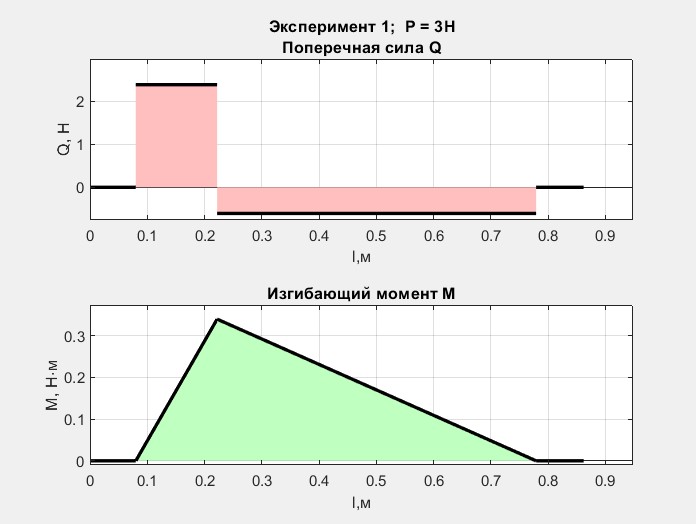 Эксперимент 1;  P = 3Н
Поперечная сила Q
Q, Н
2
1
0
0 0.1 0.2 0.3 0.4 0.5 0.6 0.7 0.8 0.9
l,м
Изгибающий момент М
М, Н·м
0.3
0.2
0.1
0
0 0.1 0.2 0.3 0.4 0.5 0.6 0.7 0.8 0.9
l,м